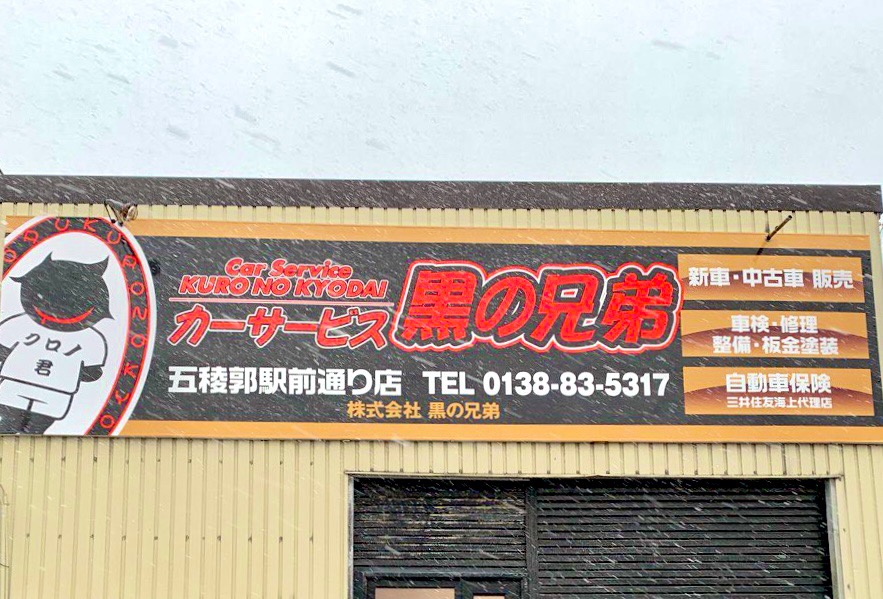 Car Service
KURO NO KYODAI
カーサービス
黒の兄弟
五稜郭駅前通り店 TEL 0138-83-5317
株式会社 黒の兄弟
新車・中古車 販売
車検・修理
整備・板金塗装
自動車保険
三井住友海上代理店
クロノ
君